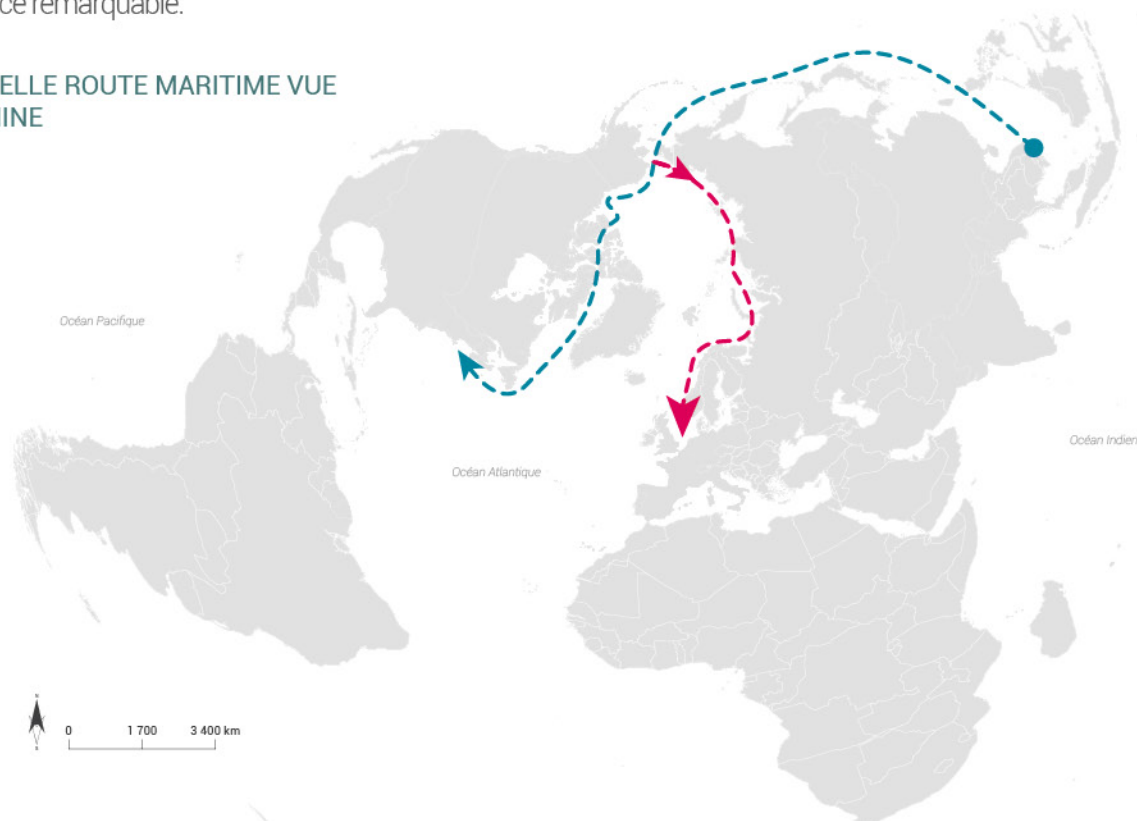 ce remarquable.
ELLE ROUTE MARITIME VUE
INE
Océan Pacifique
Océan Atlantique
Océan Indien
N
S
0 1 700 3 400 km